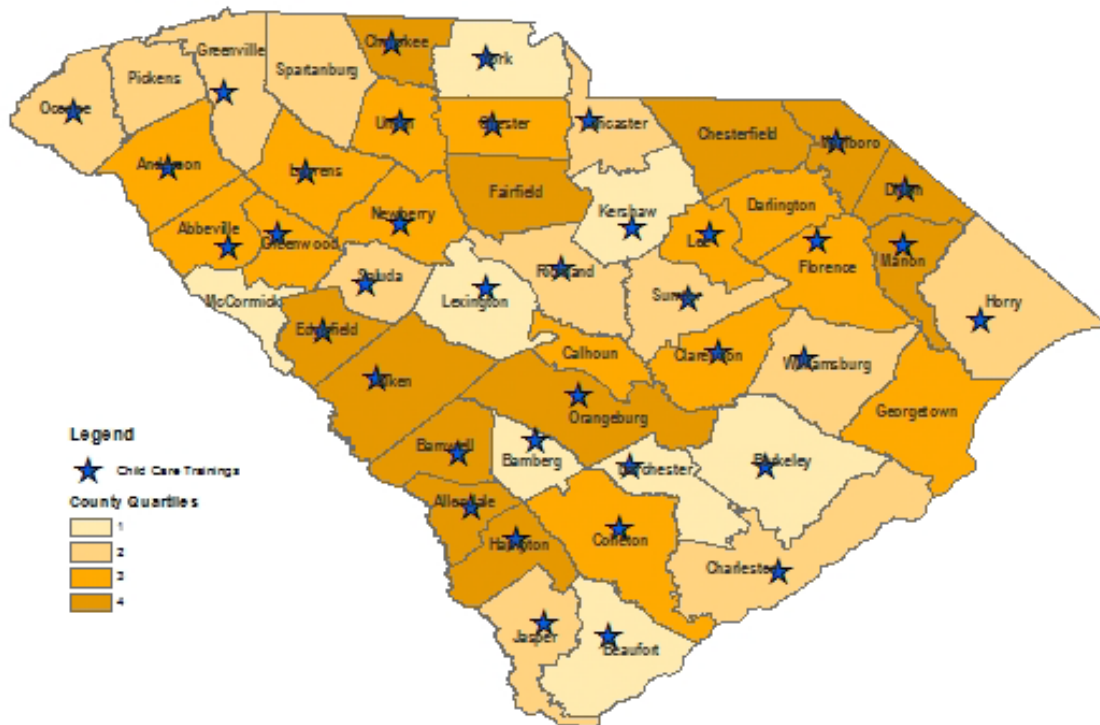 Cherokee
York
Greenville
Spartanburg
Pickens
Oconee
Union
Chester
Lancaster
Chesterfield
Marlboro
Anderson
Laurens
Fairfield
Dillon
Newberry
Kershaw
Darlington
Abbeville
Greenwood
Lee
Florence
Marion
Saluda
Richland
McCormick
Lexington
Sumter
Horry
Edgefield
Calhoun
Clarendon
Williamsburg
Aiken
Orangeburg
Georgetown
Legend
Child Care Trainings
County Quartiles
1
2
3
4
Barnwell
Bamberg
Dorchester
Berkeley
Allendale
Hampton
Colleton
Charleston
Jasper
Beaufort